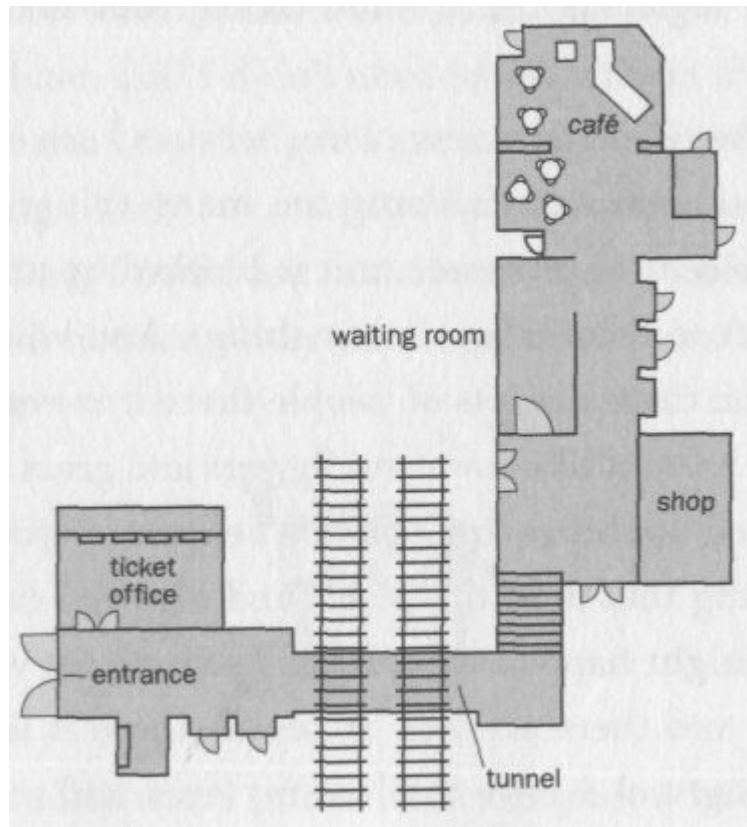 café
waiting room
shop
ticket
office
entrance
tunnel